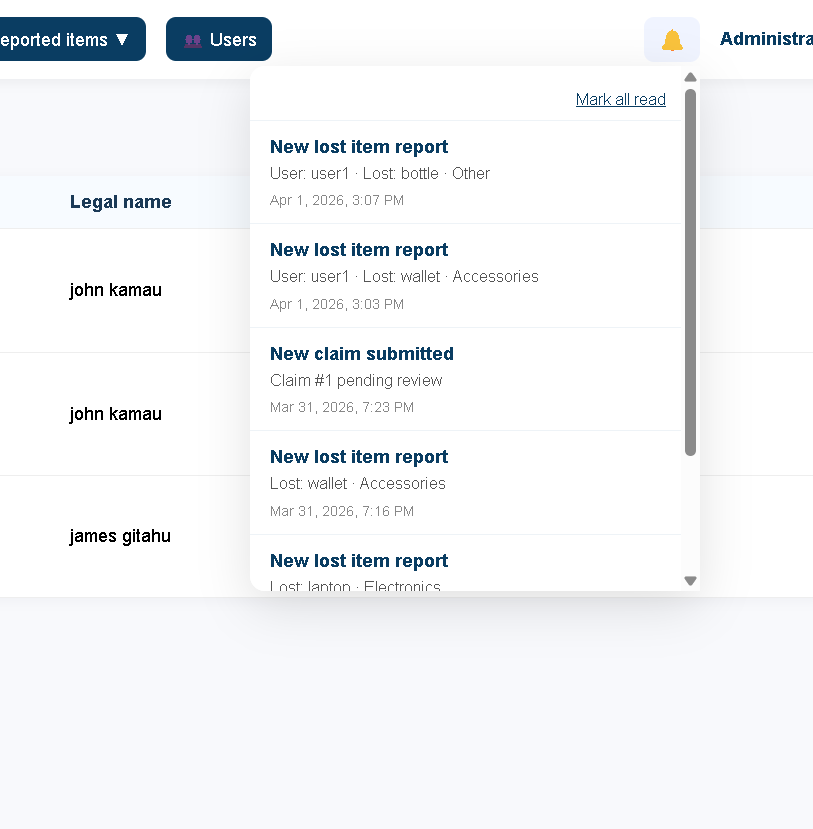 eported items ▼
Users
Administra
Mark all read
New lost item report
User: user1 · Lost: bottle · Other
Apr 1, 2026, 3:07 PM
New lost item report
User: user1 · Lost: wallet · Accessories
Apr 1, 2026, 3:03 PM
New claim submitted
Claim #1 pending review
Mar 31, 2026, 7:23 PM
New lost item report
Lost: wallet · Accessories
Mar 31, 2026, 7:16 PM
New lost item report
Lost: laptop · Electronics
Legal name
john kamau
john kamau
james gitahu